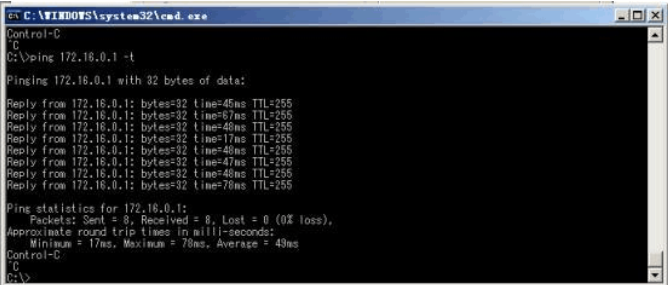 C:\WINDOWS\system32\cmd.exe
Control-C
^C
C:\>ping 172.16.0.1 -t
Pinging 172.16.0.1 with 32 bytes of data:
Reply from 172.16.0.1: bytes=32 time=45ms TTL=255
Reply from 172.16.0.1: bytes=32 time=67ms TTL=255
Reply from 172.16.0.1: bytes=32 time=48ms TTL=255
Reply from 172.16.0.1: bytes=32 time=17ms TTL=255
Reply from 172.16.0.1: bytes=32 time=48ms TTL=255
Reply from 172.16.0.1: bytes=32 time=47ms TTL=255
Reply from 172.16.0.1: bytes=32 time=48ms TTL=255
Reply from 172.16.0.1: bytes=32 time=78ms TTL=255
Ping statistics for 172.16.0.1:
Packets: Sent = 8, Received = 8, Lost = 0 (0% loss),
Approximate round trip times in milli-seconds:
Minimum = 17ms, Maximum = 78ms, Average = 49ms
Control-C
^C
C:\>